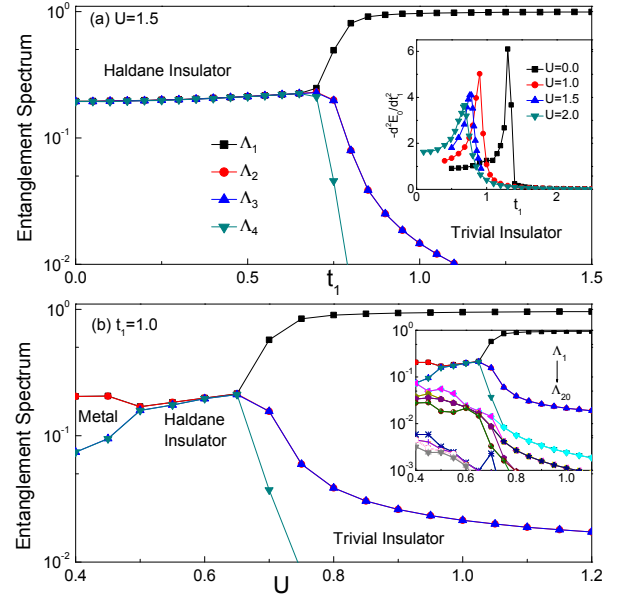 (a) U=1.5
Haldane Insulator
Entanglement Spectrum
10⁰
10⁻¹
10⁻²
Λ₁
Λ₂
Λ₃
Λ₄
Trivial Insulator
0.0 0.5 t₁ 1.0 1.5
-d²E₀/dt₁²
6
4
2
0
U=0.0
U=1.0
U=1.5
U=2.0
0 1 t₁ 2
(b) t₁=1.0
Entanglement Spectrum
10⁰
10⁻¹
10⁻²
Metal
Haldane
Insulator
Trivial Insulator
0.4 U 0.6 0.8 1.0 1.2
10⁰
10⁻¹
10⁻²
10⁻³
Λ₁
Λ₂₀
0.4 0.6 0.8 1.0